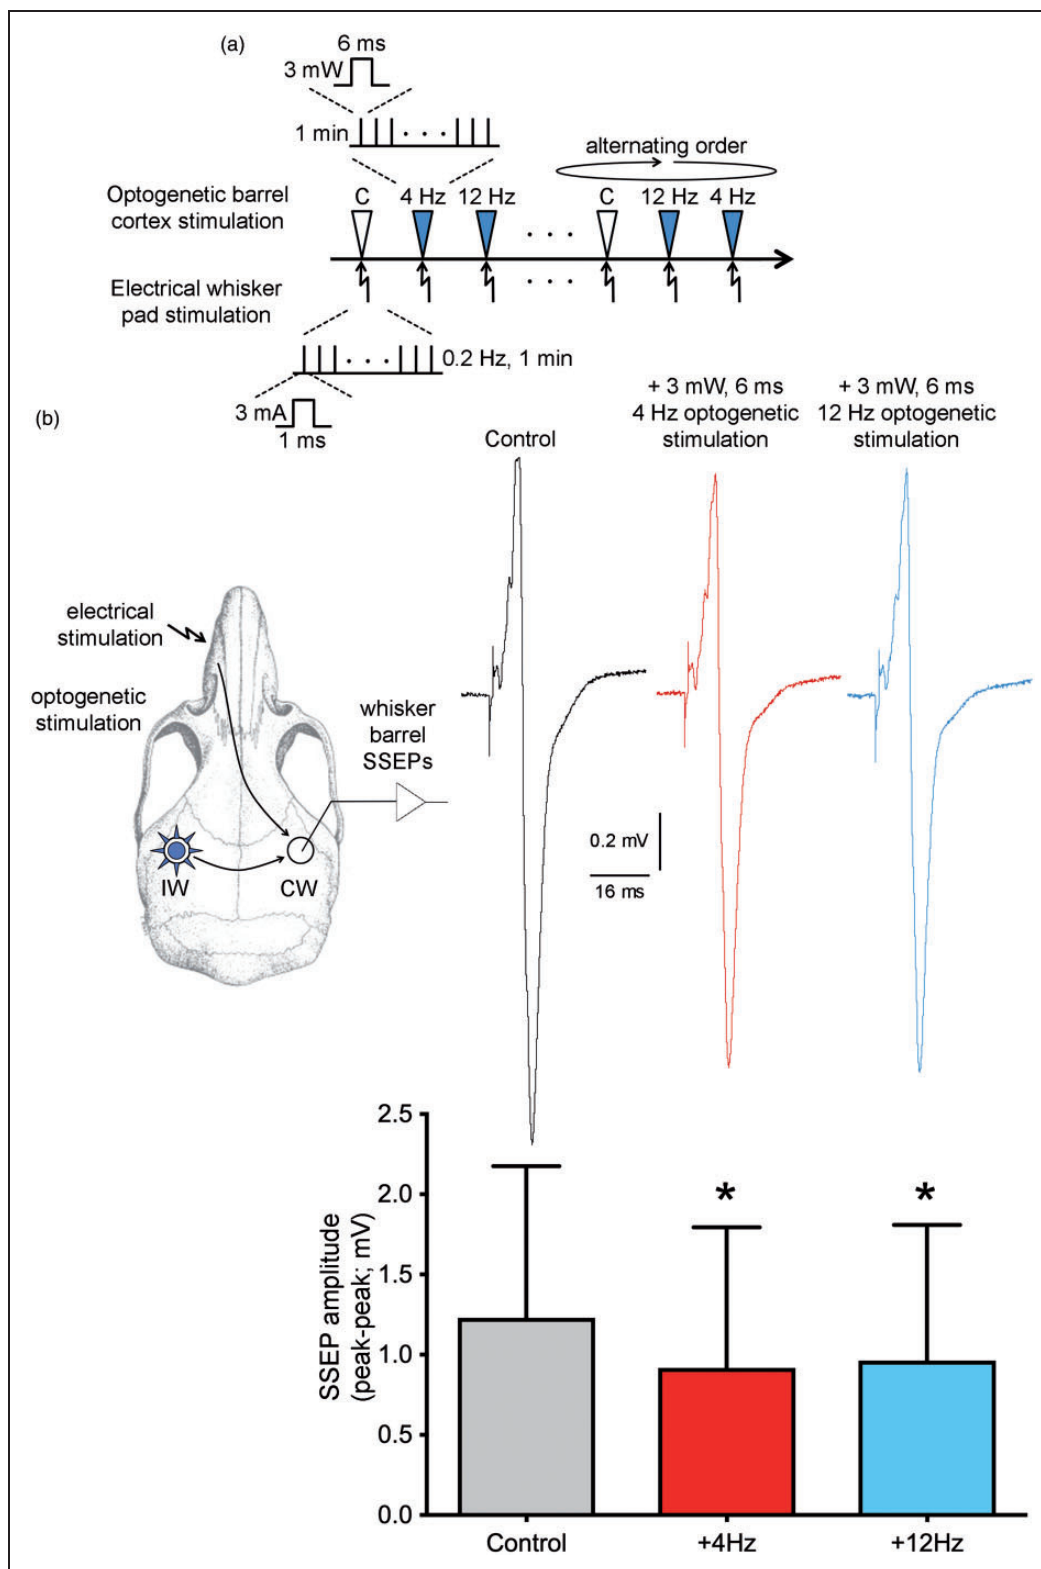 (a)
6 ms
3 mW
1 min
alternating order
Optogenetic barrel
cortex stimulation
C
4 Hz
12 Hz
C
12 Hz
4 Hz
Electrical whisker
pad stimulation
0.2 Hz, 1 min
3 mA
1 ms
(b)
Control
+ 3 mW, 6 ms
4 Hz optogenetic
stimulation
+ 3 mW, 6 ms
12 Hz optogenetic
stimulation
electrical
stimulation
optogenetic
stimulation
whisker
barrel
SSEPs
IW
CW
0.2 mV
16 ms
SSEP amplitude
(peak-peak; mV)
2.5
2.0
1.5
1.0
0.5
0.0
*
*
Control
+4Hz
+12Hz